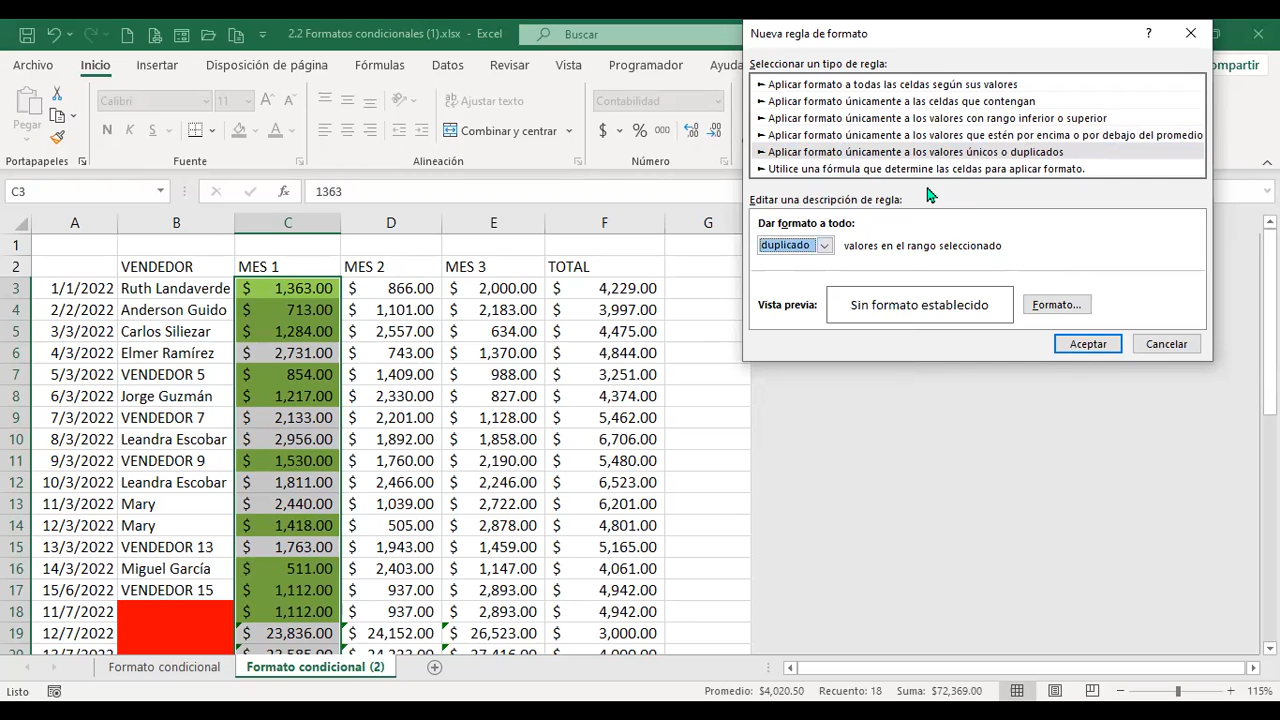 2.2 Formatos condicionales (1).xlsx - Excel
Buscar
Archivo Inicio Insertar Disposición de página Fórmulas Datos Revisar Vista Programador Ayuda
Compartir
Pegar
Calibri 11
N K S
Ajustar texto
Combinar y centrar
Contabilidad
$ % 000
Portapapeles Fuente Alineación Número
C3 fx 1363
A B C D E F G
1
2 VENDEDOR MES 1 MES 2 MES 3 TOTAL
3 1/1/2022 Ruth Landaverde $ 1,363.00 $ 866.00 $ 2,000.00 $ 4,229.00
4 2/2/2022 Anderson Guido $ 713.00 $ 1,101.00 $ 2,183.00 $ 3,997.00
5 3/3/2022 Carlos Siliezar $ 1,284.00 $ 2,557.00 $ 634.00 $ 4,475.00
6 4/3/2022 Elmer Ramírez $ 2,731.00 $ 743.00 $ 1,370.00 $ 4,844.00
7 5/3/2022 VENDEDOR 5 $ 854.00 $ 1,409.00 $ 988.00 $ 3,251.00
8 6/3/2022 Jorge Guzmán $ 1,217.00 $ 2,330.00 $ 827.00 $ 4,374.00
9 7/3/2022 VENDEDOR 7 $ 2,133.00 $ 2,201.00 $ 1,128.00 $ 5,462.00
10 8/3/2022 Leandra Escobar $ 2,956.00 $ 1,892.00 $ 1,858.00 $ 6,706.00
11 9/3/2022 VENDEDOR 9 $ 1,530.00 $ 1,760.00 $ 2,190.00 $ 5,480.00
12 10/3/2022 Leandra Escobar $ 1,811.00 $ 2,466.00 $ 2,246.00 $ 6,523.00
13 11/3/2022 Mary $ 2,440.00 $ 1,039.00 $ 2,722.00 $ 6,201.00
14 12/3/2022 Mary $ 1,418.00 $ 505.00 $ 2,878.00 $ 4,801.00
15 13/3/2022 VENDEDOR 13 $ 1,763.00 $ 1,943.00 $ 1,459.00 $ 5,165.00
16 14/3/2022 Miguel García $ 511.00 $ 2,403.00 $ 1,147.00 $ 4,061.00
17 15/6/2022 VENDEDOR 15 $ 1,112.00 $ 937.00 $ 2,893.00 $ 4,942.00
18 11/7/2022 $ 1,112.00 $ 937.00 $ 2,893.00 $ 4,942.00
19 12/7/2022 $ 23,836.00 $ 24,152.00 $ 26,523.00 $ 3,000.00
Formato condicional Formato condicional (2)
Listo Promedio: $4,020.50 Recuento: 18 Suma: $72,369.00 115%
Nueva regla de formato ?
Seleccionar un tipo de regla:
► Aplicar formato a todas las celdas según sus valores
► Aplicar formato únicamente a las celdas que contengan
► Aplicar formato únicamente a los valores con rango inferior o superior
► Aplicar formato únicamente a los valores que estén por encima o por debajo del promedio
► Aplicar formato únicamente a los valores únicos o duplicados
► Utilice una fórmula que determine las celdas para aplicar formato.
Editar una descripción de regla:
Dar formato a todo:
duplicado valores en el rango seleccionado
Vista previa: Sin formato establecido Formato...
Aceptar Cancelar